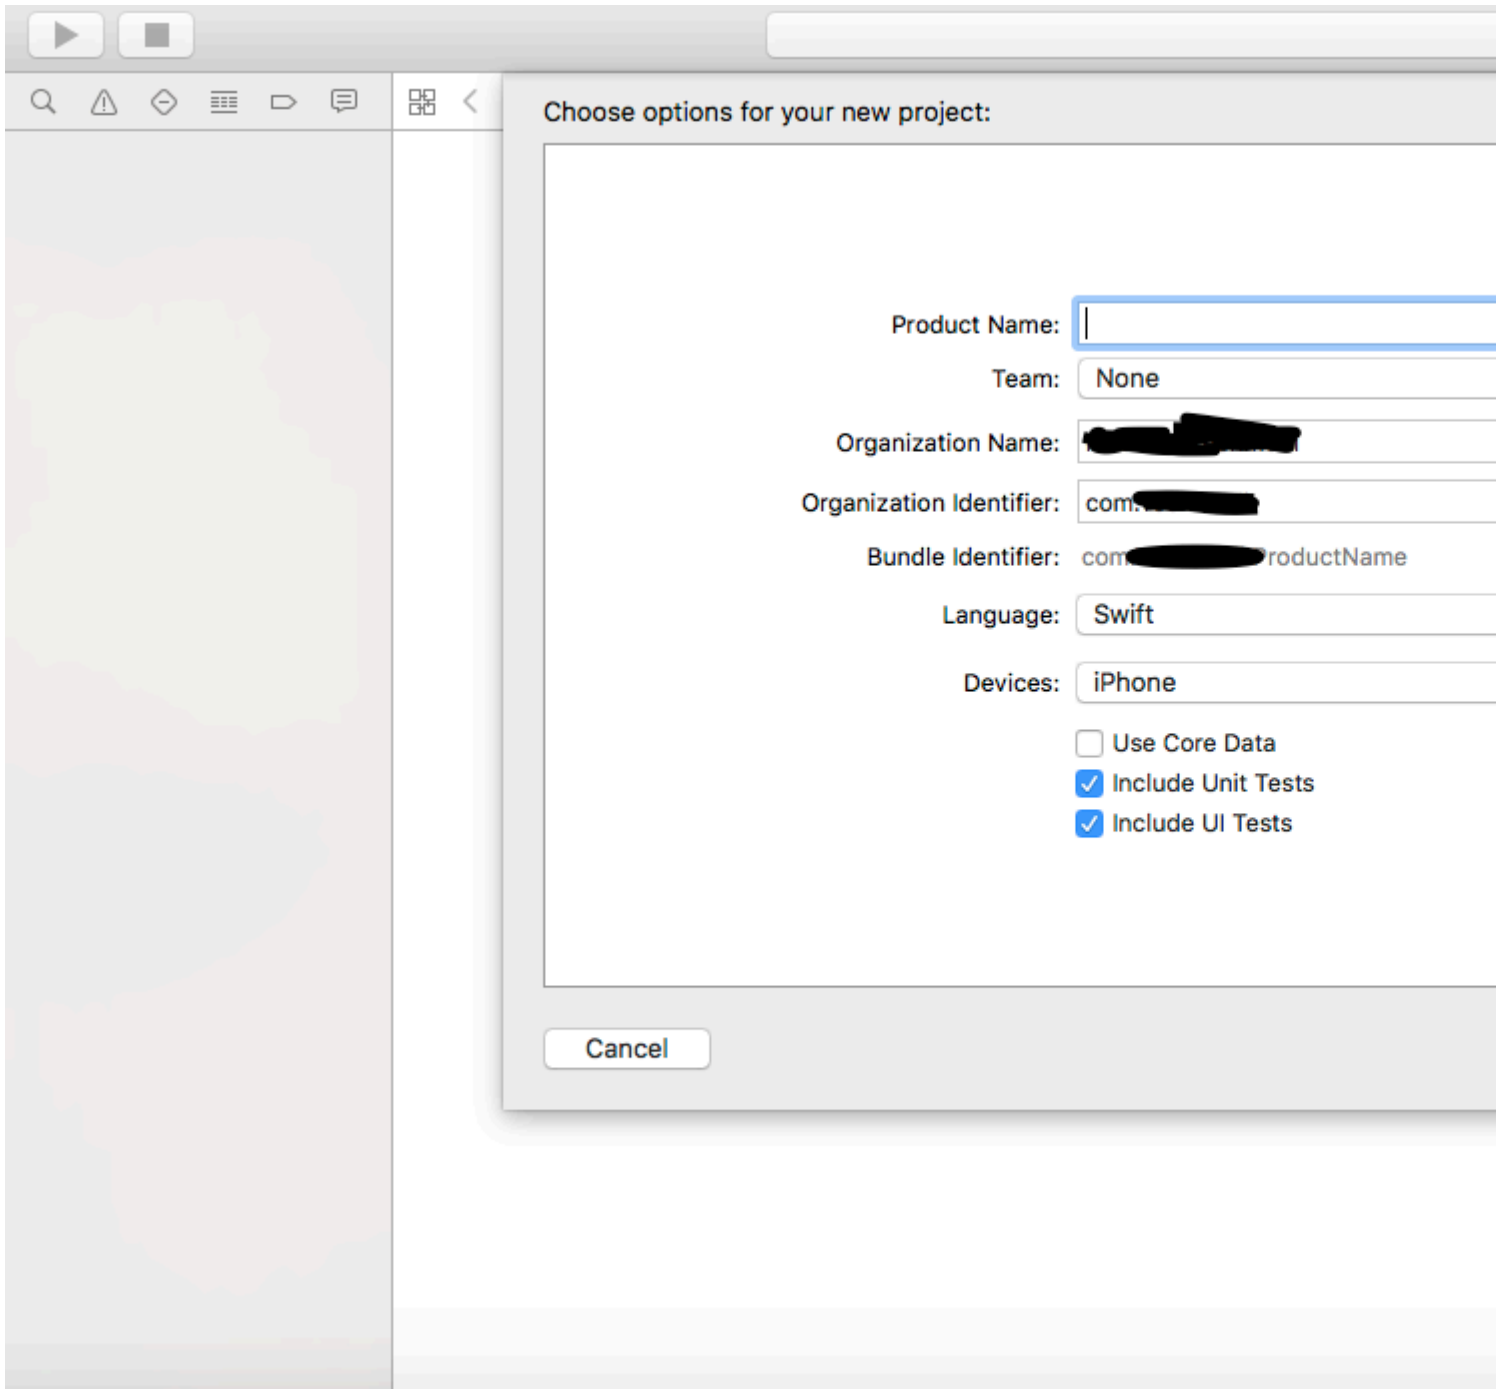 Choose options for your new project:
Product Name:
Team: None
Organization Name:
Organization Identifier: com.
Bundle Identifier: com roductName
Language: Swift
Devices: iPhone
Use Core Data
Include Unit Tests
Include UI Tests
Cancel